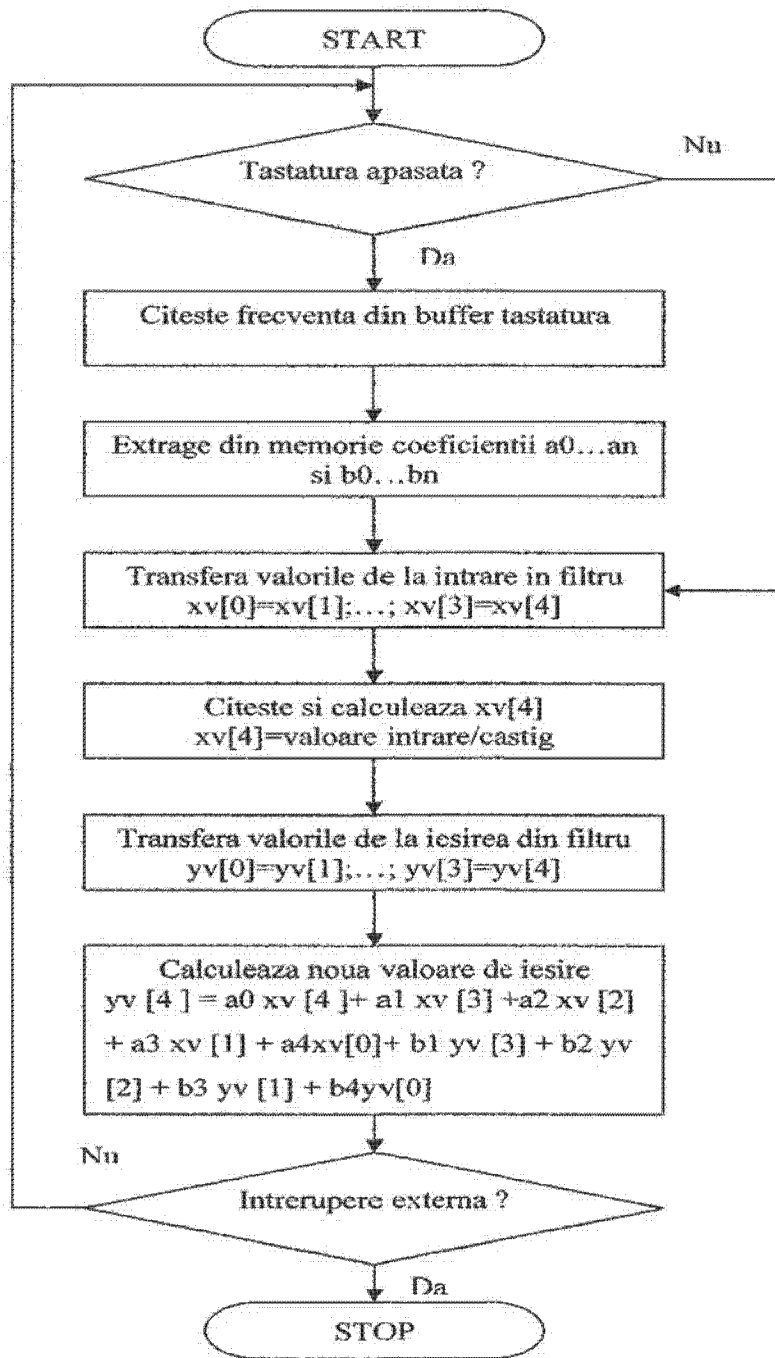 START
Tastatura apasata ?
Nu
Da
Citeste frecventa din buffer tastatura
Extrage din memorie coeficientii a0...an
si b0...bn
Transfera valorile de la intrare in filtru
xv[0]=xv[1];...; xv[3]=xv[4]
Citeste si calculeaza xv[4]
xv[4]=valoare intrare/castig
Transfera valorile de la iesirea din filtru
yv[0]=yv[1];...; yv[3]=yv[4]
Calculeaza noua valoare de iesire
yv [4 ] = a0 xv [4 ]+ a1 xv [3] +a2 xv [2]
+ a3 xv [1] + a4xv[0]+ b1 yv [3] + b2 yv
[2] + b3 yv [1] + b4yv[0]
Nu
Intrerupere externa ?
Da
STOP